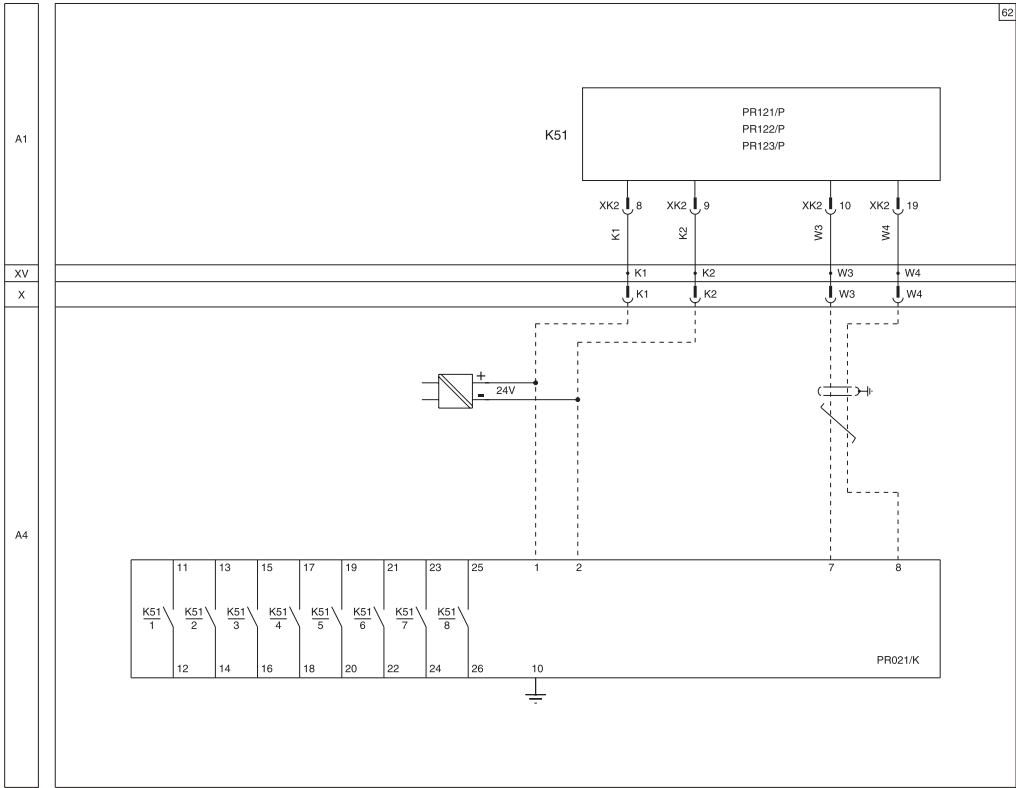 62
A1
K51
PR121/P
PR122/P
PR123/P
XK2 8
XK2 9
XK2 10
XK2 19
K1
K2
W3
W4
XV
K1
K2
W3
W4
X
K1
K2
W3
W4
+
-
24V
A4
11 13 15 17 19 21 23 25 1 2 7 8
K51 K51 K51 K51 K51 K51 K51 K51
1 2 3 4 5 6 7 8
12 14 16 18 20 22 24 26 10
PR021/K